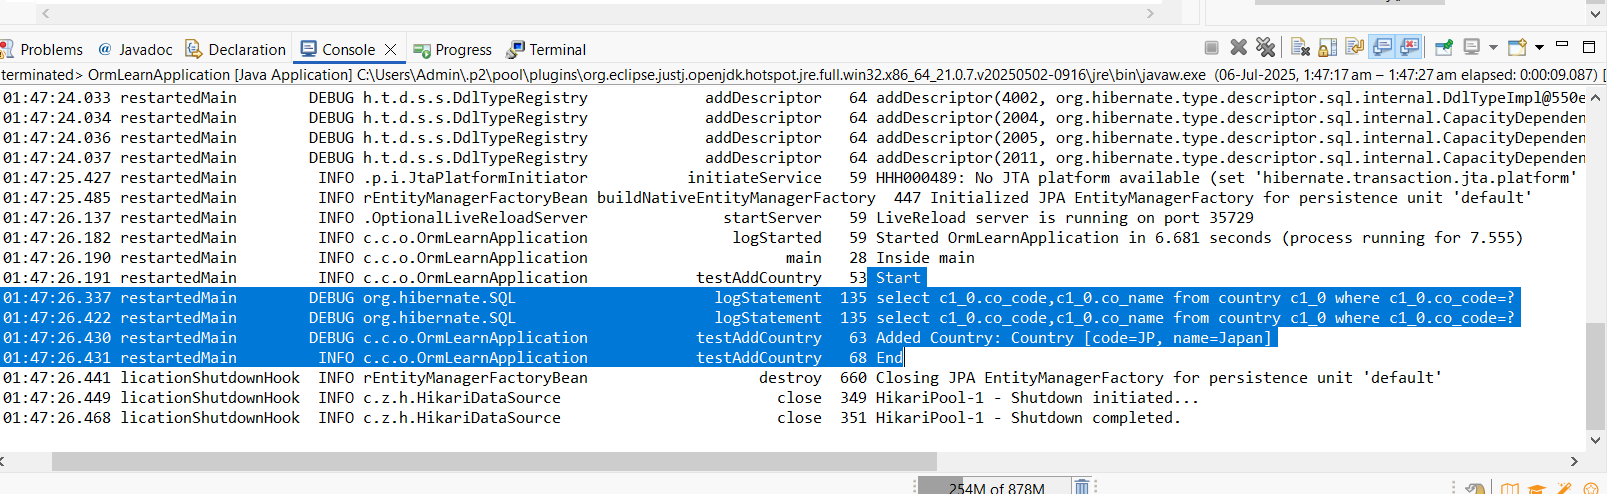 Problems @ Javadoc Declaration Console Progress Terminal
terminated> OrmLearnApplication [Java Application] C:\Users\Admin\.p2\pool\plugins\org.eclipse.justj.openjdk.hotspot.jre.full.win32.x86_64_21.0.7.v20250502-0916\jre\bin\javaw.exe (06-Jul-2025, 1:47:17 am – 1:47:27 am elapsed: 0:00:09.087) [
01:47:24.033 restartedMain DEBUG h.t.d.s.s.DdlTypeRegistry addDescriptor 64 addDescriptor(4002, org.hibernate.type.descriptor.sql.internal.DdlTypeImpl@550e
01:47:24.034 restartedMain DEBUG h.t.d.s.s.DdlTypeRegistry addDescriptor 64 addDescriptor(2004, org.hibernate.type.descriptor.sql.internal.CapacityDependen
01:47:24.036 restartedMain DEBUG h.t.d.s.s.DdlTypeRegistry addDescriptor 64 addDescriptor(2005, org.hibernate.type.descriptor.sql.internal.CapacityDependen
01:47:24.037 restartedMain DEBUG h.t.d.s.s.DdlTypeRegistry addDescriptor 64 addDescriptor(2011, org.hibernate.type.descriptor.sql.internal.CapacityDependen
01:47:25.427 restartedMain INFO .p.i.JtaPlatformInitiator initiateService 59 HHH000489: No JTA platform available (set 'hibernate.transaction.jta.platform'
01:47:25.485 restartedMain INFO rEntityManagerFactoryBean buildNativeEntityManagerFactory 447 Initialized JPA EntityManagerFactory for persistence unit 'default'
01:47:26.137 restartedMain INFO .OptionalLiveReloadServer startServer 59 LiveReload server is running on port 35729
01:47:26.182 restartedMain INFO c.c.o.OrmLearnApplication logStarted 59 Started OrmLearnApplication in 6.681 seconds (process running for 7.555)
01:47:26.190 restartedMain INFO c.c.o.OrmLearnApplication main 28 Inside main
01:47:26.191 restartedMain INFO c.c.o.OrmLearnApplication testAddCountry 53 Start
01:47:26.337 restartedMain DEBUG org.hibernate.SQL logStatement 135 select c1_0.co_code,c1_0.co_name from country c1_0 where c1_0.co_code=?
01:47:26.422 restartedMain DEBUG org.hibernate.SQL logStatement 135 select c1_0.co_code,c1_0.co_name from country c1_0 where c1_0.co_code=?
01:47:26.430 restartedMain DEBUG c.c.o.OrmLearnApplication testAddCountry 63 Added Country: Country [code=JP, name=Japan]
01:47:26.431 restartedMain INFO c.c.o.OrmLearnApplication testAddCountry 68 End
01:47:26.441 licationShutdownHook INFO rEntityManagerFactoryBean destroy 660 Closing JPA EntityManagerFactory for persistence unit 'default'
01:47:26.449 licationShutdownHook INFO c.z.h.HikariDataSource close 349 HikariPool-1 - Shutdown initiated...
01:47:26.468 licationShutdownHook INFO c.z.h.HikariDataSource close 351 HikariPool-1 - Shutdown completed.
254M of 878M